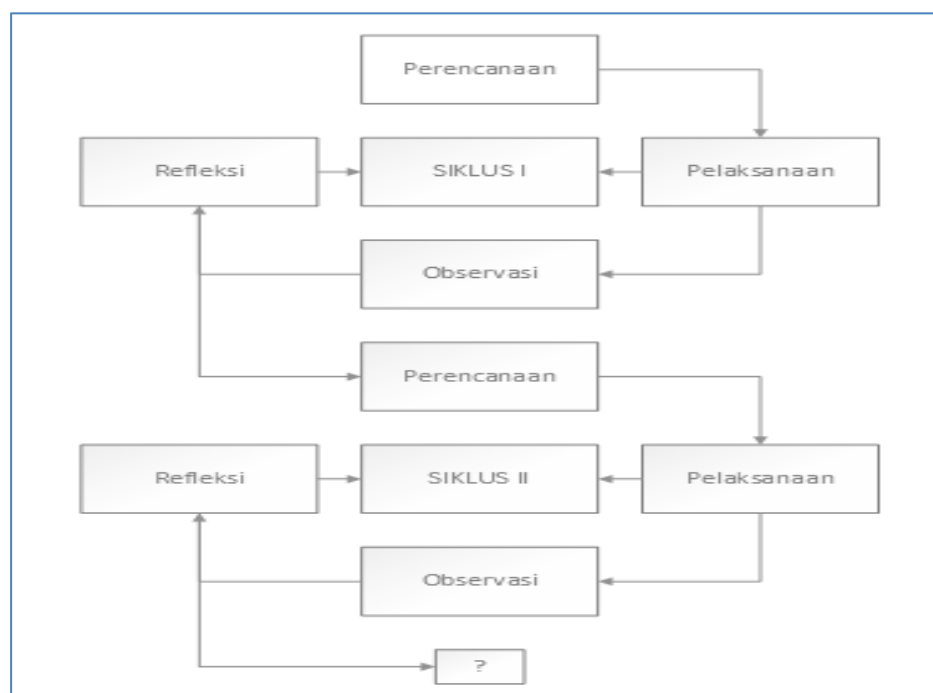 Perencanaan
Refleksi
SIKLUS I
Pelaksanaan
Observasi
Perencanaan
Refleksi
SIKLUS II
Pelaksanaan
Observasi
?